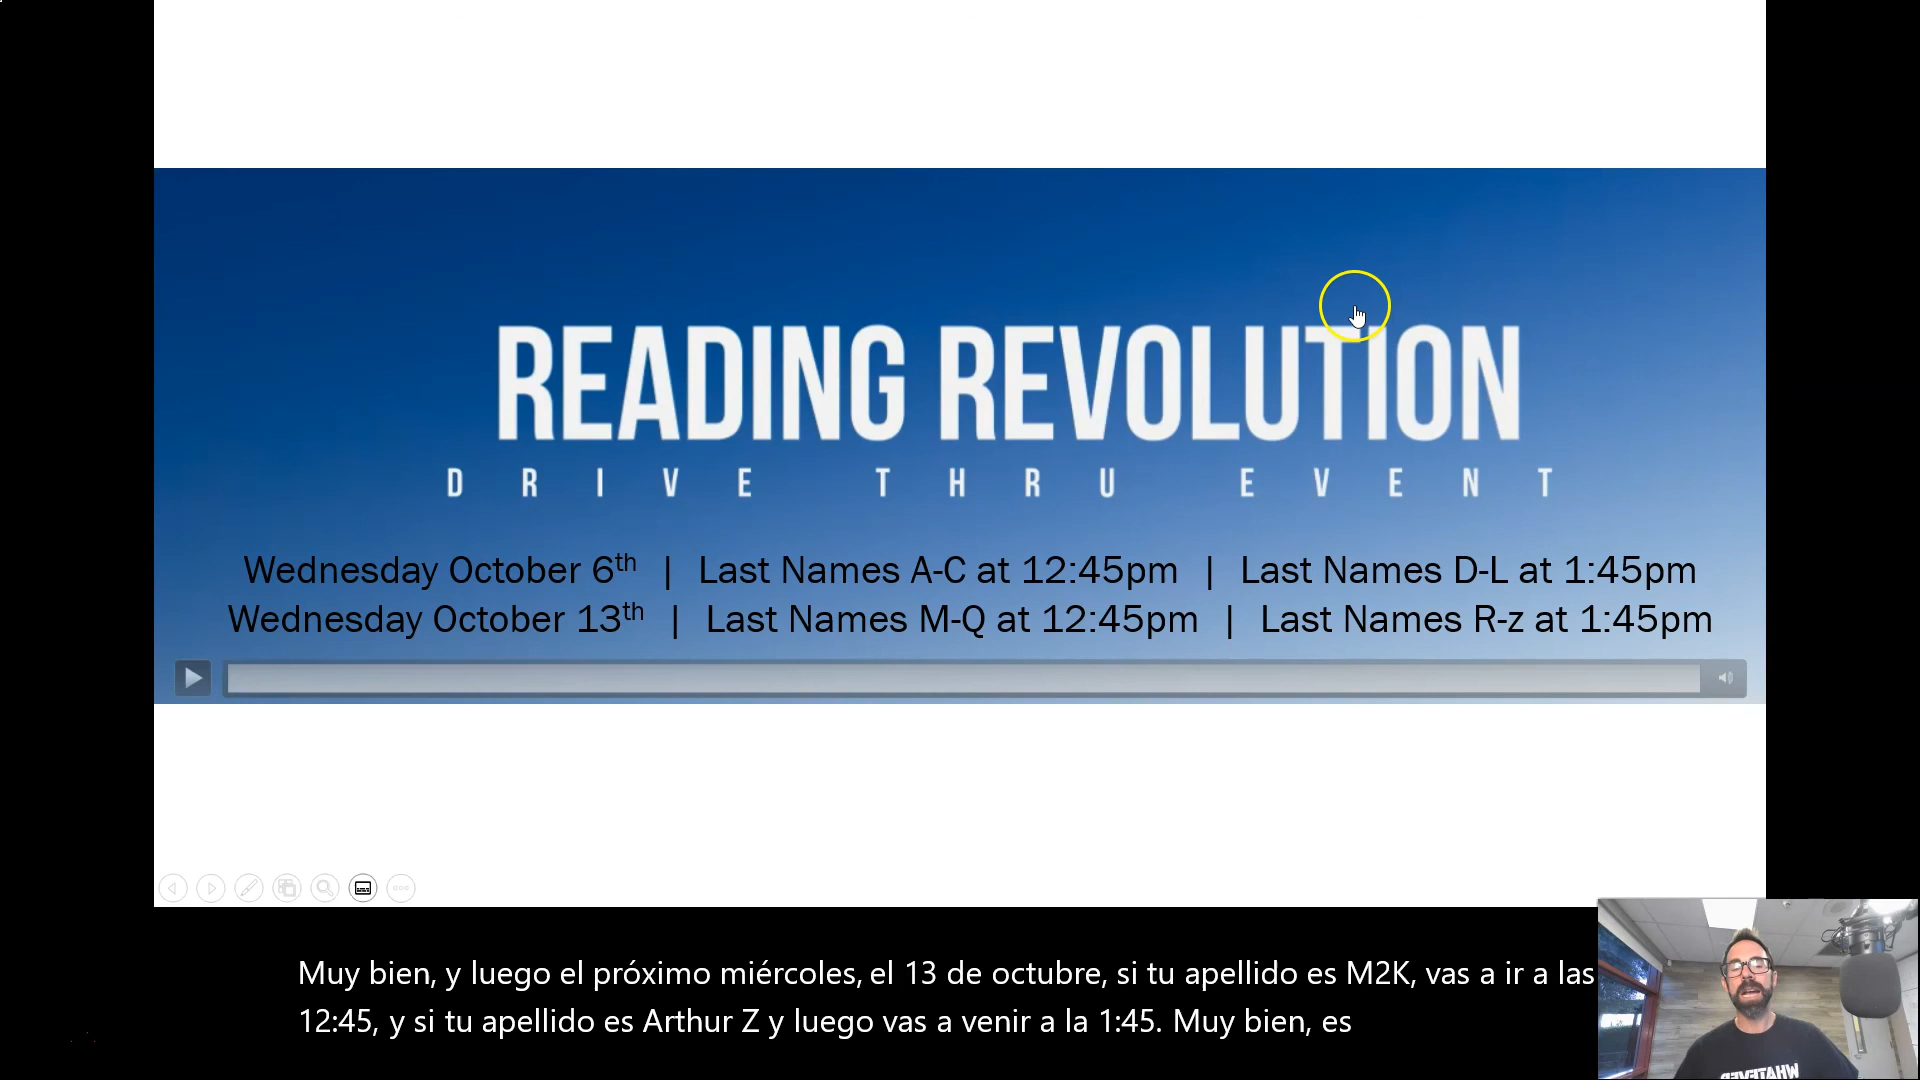 READING REVOLUTION
DRIVE THRU EVENT
Wednesday October 6th | Last Names A-C at 12:45pm | Last Names D-L at 1:45pm
Wednesday October 13th | Last Names M-Q at 12:45pm | Last Names R-z at 1:45pm
Muy bien, y luego el próximo miércoles, el 13 de octubre, si tu apellido es M2K, vas a ir a las
12:45, y si tu apellido es Arthur Z y luego vas a venir a la 1:45. Muy bien, es
WHATEVER